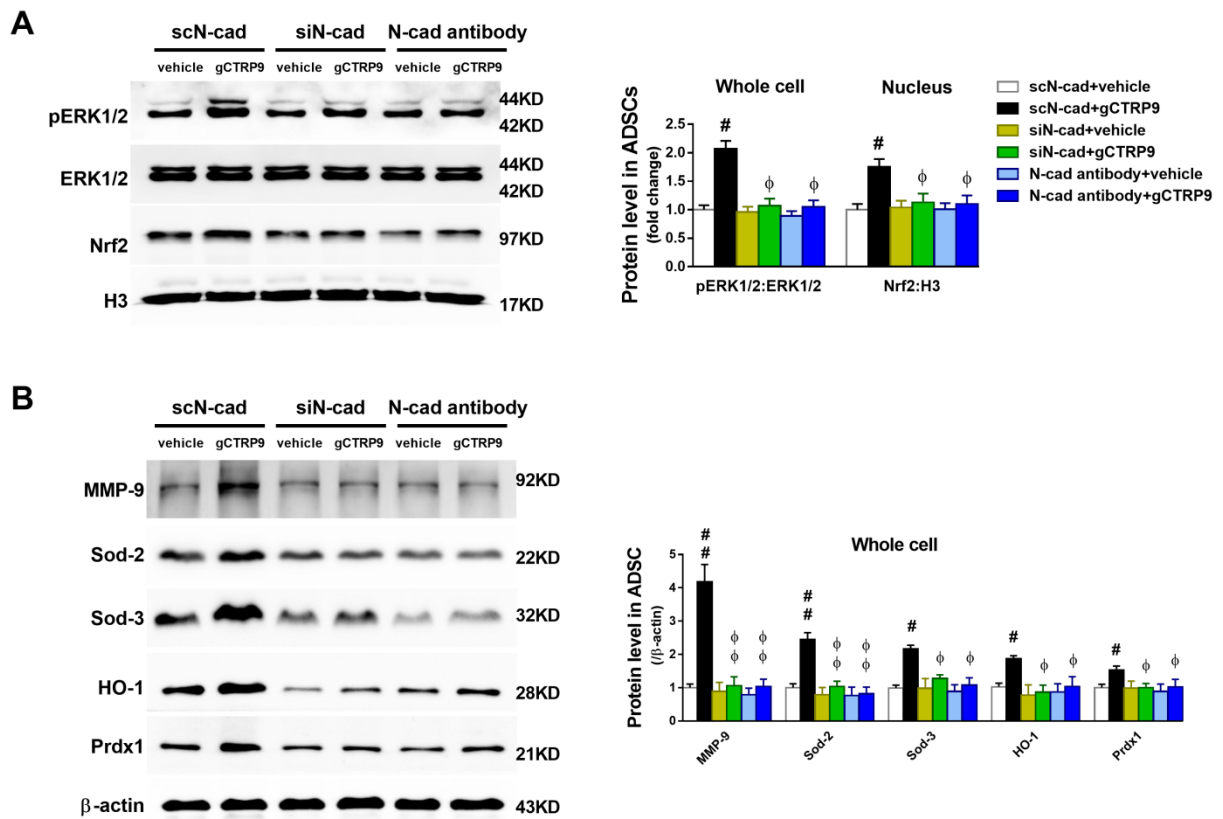 A
scN-cad siN-cad N-cad antibody
vehicle gCTRP9 vehicle gCTRP9 vehicle gCTRP9
pERK1/2
44KD
42KD
ERK1/2
44KD
42KD
Nrf2
97KD
H3
17KD
Whole cell Nucleus
Protein level in ADSCs
(fold change)
2.5
2.0
1.5
1.0
0.5
0.0
#
ϕ
ϕ
#
ϕ
ϕ
pERK1/2:ERK1/2 Nrf2:H3
scN-cad+vehicle
scN-cad+gCTRP9
siN-cad+vehicle
siN-cad+gCTRP9
N-cad antibody+vehicle
N-cad antibody+gCTRP9
B
scN-cad siN-cad N-cad antibody
vehicle gCTRP9 vehicle gCTRP9 vehicle gCTRP9
MMP-9 92KD
Sod-2 22KD
Sod-3 32KD
HO-1 28KD
Prdx1 21KD
β-actin 43KD
Whole cell
Protein level in ADSC
(/β-actin)
5
4
2
1
0
#
#
ϕ
ϕ
ϕ
ϕ
#
#
ϕ
ϕ
ϕ
ϕ
#
ϕ
ϕ
#
ϕ
ϕ
#
ϕ
ϕ
MMP-9
Sod-2
Sod-3
HO-1
Prdx1